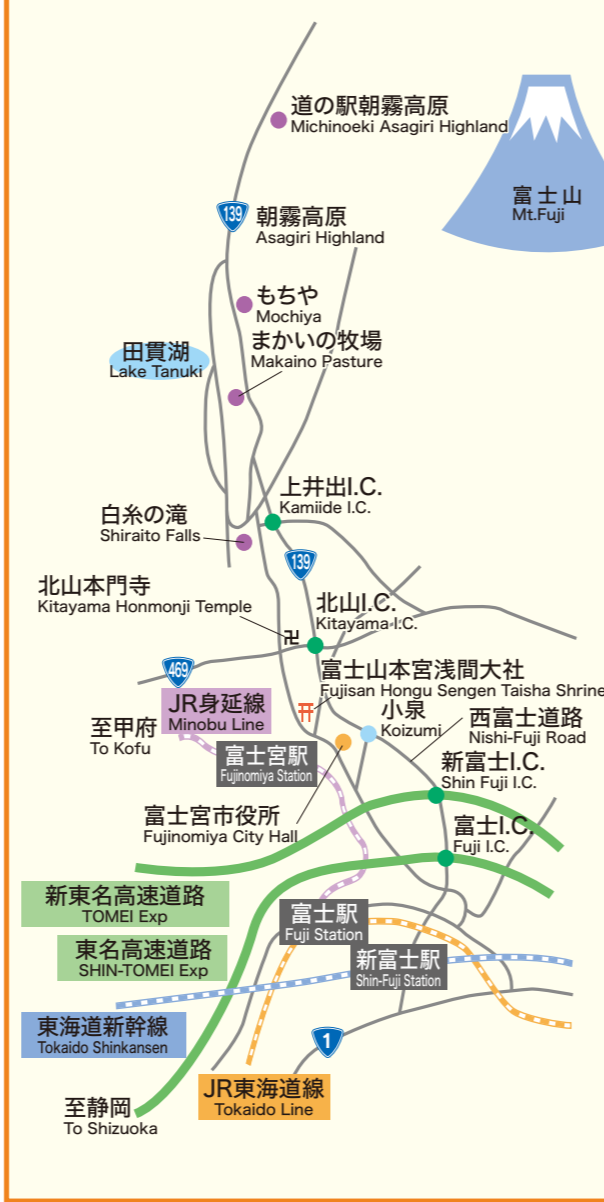 道の駅朝霧高原
Michinoeki Asagiri Highland
富士山
Mt.Fuji
139
朝霧高原
Asagiri Highland
もちや
Mochiya
まかいの牧場
Makaino Pasture
田貫湖
Lake Tanuki
上井出I.C.
Kamiide I.C.
白糸の滝
Shiraito Falls
139
北山本門寺
Kitayama Honmonji Temple
卍
北山I.C.
Kitayama I.C.
469
富士山本宮浅間大社
Fujisan Hongu Sengen Taisha Shrine
JR身延線
Minobu Line
小泉
Koizumi
西富士道路
Nishi-Fuji Road
至甲府
To Kofu
富士宮駅
Fujinomiya Station
新富士I.C.
Shin Fuji I.C.
富士宮市役所
Fujinomiya City Hall
富士I.C.
Fuji I.C.
新東名高速道路
TOMEI Exp
富士駅
Fuji Station
東名高速道路
SHIN-TOMEI Exp
新富士駅
Shin-Fuji Station
東海道新幹線
Tokaido Shinkansen
1
JR東海道線
Tokaido Line
至静岡
To Shizuoka